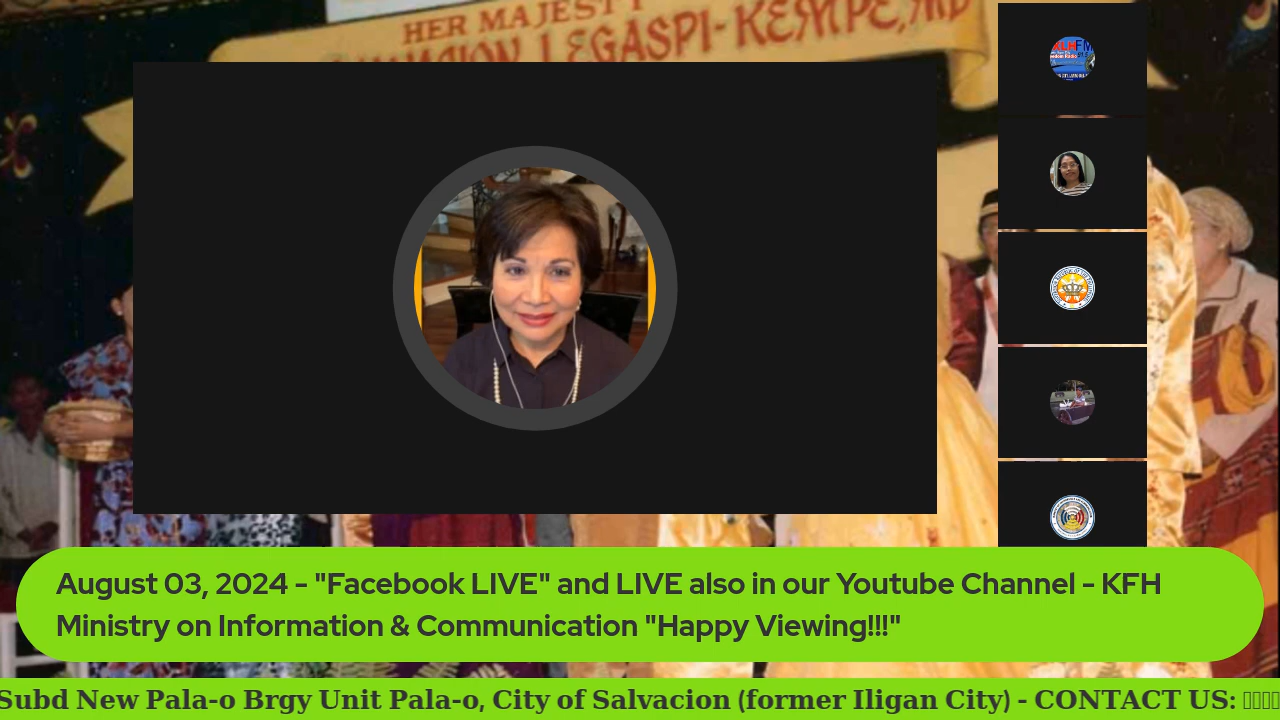 HER MAJESTY
LEGASPI-KEMPE, MD
XLHFM
August 03, 2024 - "Facebook LIVE" and LIVE also in our Youtube Channel - KFH
Ministry on Information & Communication "Happy Viewing!!!"
Subd New Pala-o Brgy Unit Pala-o, City of Salvacion (former Iligan City) - CONTACT US: